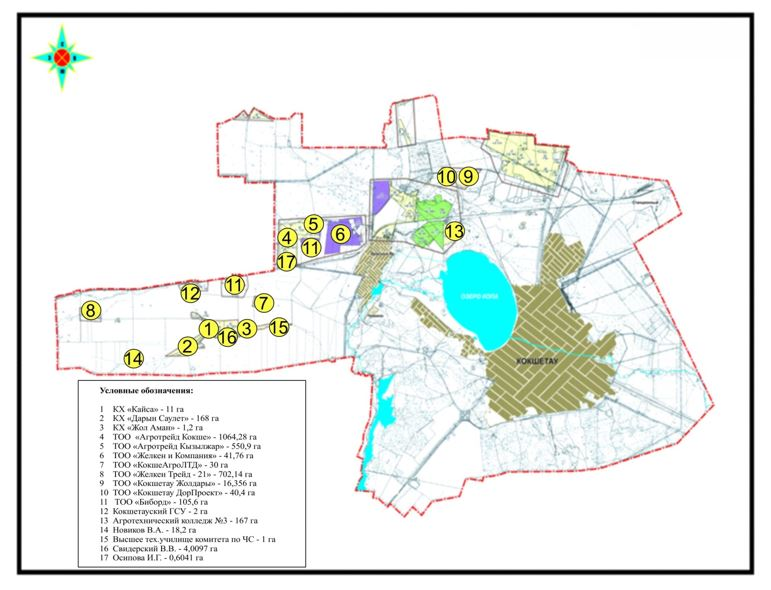 10 9
5
4 6 13
11
17
11
12
7
8
1 3 15
16
2
14
ОЗЕРО КОПА
КОКШЕТАУ
Станционный
Условные обозначения:
1 КХ «Кайса» - 11 га
2 КХ «Дарын Саулет» - 168 га
3 КХ «Жол Аман» - 1,2 га
4 ТОО «Агротрейд Кокше» - 1064,28 га
5 ТОО «Агротрейд Кызылжар» - 550,9 га
6 ТОО «Желкен и Компания» - 41,76 га
7 ТОО «КокшеАгроЛТД» - 30 га
8 ТОО «Желкен Трейд - 21» - 702,14 га
9 ТОО «Кокшетау Жолдары» - 16,356 га
10 ТОО «Кокшетау ДорПроект» - 40,4 га
11 ТОО «Биборд» - 105,6 га
12 Кокшетауский ГСУ - 2 га
13 Агротехнический колледж №3 - 167 га
14 Новиков В.А. - 18,2 га
15 Высшее тех.училище комитета по ЧС - 1 га
16 Свидерский В.В. - 4,0097 га
17 Осипова И.Г. - 0,6041 га